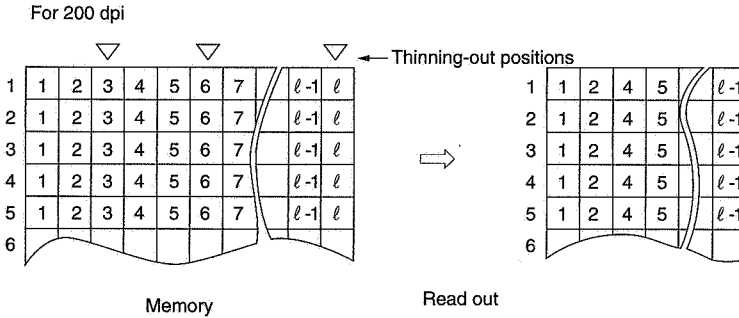 For 200 dpi
Thinning-out positions
1 1 2 3 4 5 6 7 ℓ-1 ℓ
2 1 2 3 4 5 6 7 ℓ-1 ℓ
3 1 2 3 4 5 6 7 ℓ-1 ℓ
4 1 2 3 4 5 6 7 ℓ-1 ℓ
5 1 2 3 4 5 6 7 ℓ-1 ℓ
6
Memory
1 1 2 4 5 ℓ-1
2 1 2 4 5 ℓ-1
3 1 2 4 5 ℓ-1
4 1 2 4 5 ℓ-1
5 1 2 4 5 ℓ-1
6
Read out